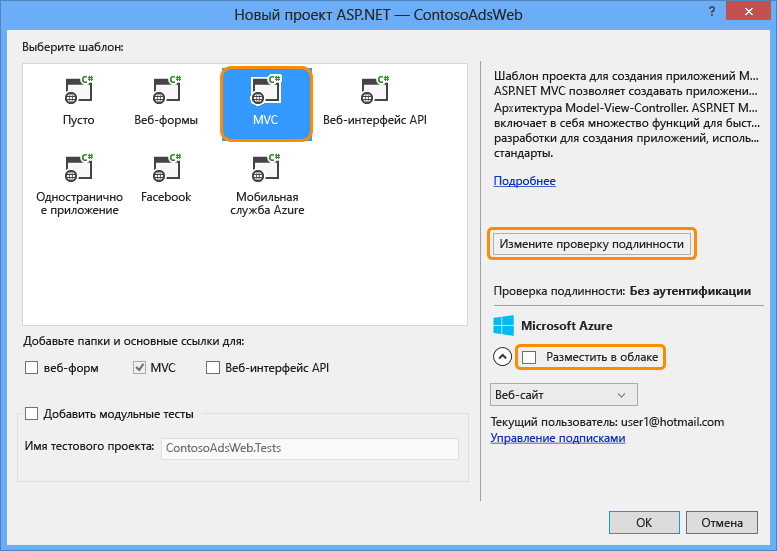 Новый проект ASP.NET — ContosoAdsWeb
?
Выберите шаблон:
C# C# C# C#
Пусто Веб-формы MVC Веб-интерфейс API
C# C# C#
Одностранично Facebook Мобильная
е приложение служба Azure
Добавьте папки и основные ссылки для:
веб-форм MVC Веб-интерфейс API
Добавить модульные тесты
Имя тестового проекта: ContosoAdsWeb.Tests
Шаблон проекта для создания приложений M...
ASP.NET MVC позволяет создавать приложени...
Архитектура Model-View-Controller. ASP.NET M...
включает в себя множество функций для быст...
разработки для создания приложений, исполь...
стандарты.
Подробнее
Измените проверку подлинности
Проверка подлинности: Без аутентификации
Microsoft Azure
Разместить в облаке
Веб-сайт
Текущий пользователь: user1@hotmail.com
Управление подписками
OK Отмена